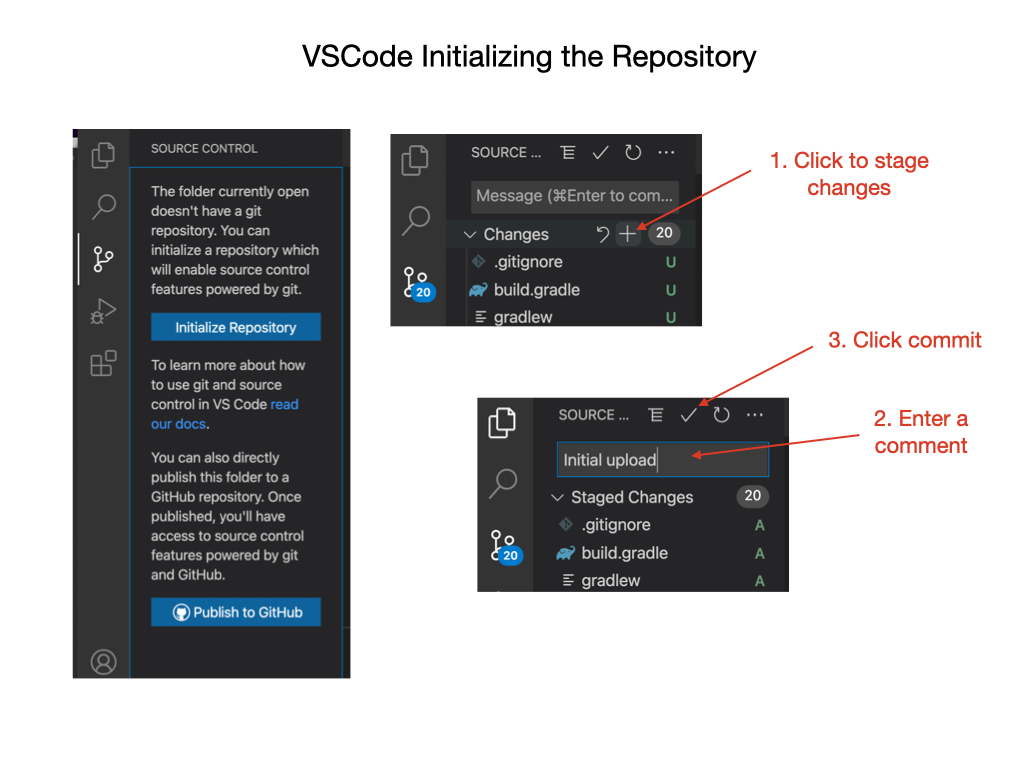 VSCode Initializing the Repository
SOURCE CONTROL
The folder currently open
doesn't have a git
repository. You can
initialize a repository which
will enable source control
features powered by git.
Initialize Repository
To learn more about how
to use git and source
control in VS Code read
our docs.
You can also directly
publish this folder to a
GitHub repository. Once
published, you'll have
access to source control
features powered by git
and GitHub.
Publish to GitHub
SOURCE ...
Message (⌘Enter to com...
Changes 20
.gitignore U
20
build.gradle U
gradlew U
1. Click to stage
changes
3. Click commit
2. Enter a
comment
SOURCE ...
Initial upload
Staged Changes 20
.gitignore A
20
build.gradle A
gradlew A